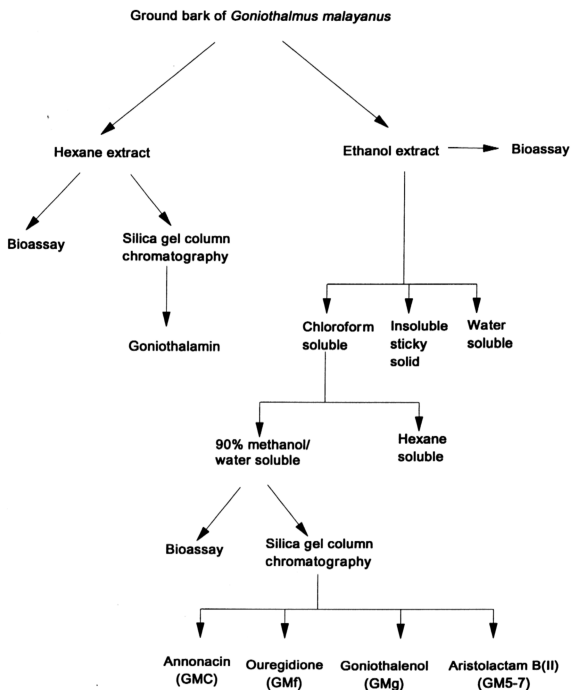 Ground bark of Goniothalmus malayanus
Hexane extract
Ethanol extract
Bioassay
Bioassay
Silica gel column
chromatography
Goniothalamin
Chloroform
soluble
Insoluble
sticky
solid
Water
soluble
90% methanol/
water soluble
Hexane
soluble
Bioassay
Silica gel column
chromatography
Annonacin
(GMC)
Ouregidione
(GMf)
Goniothalenol
(GMg)
Aristolactam B(II)
(GM5-7)